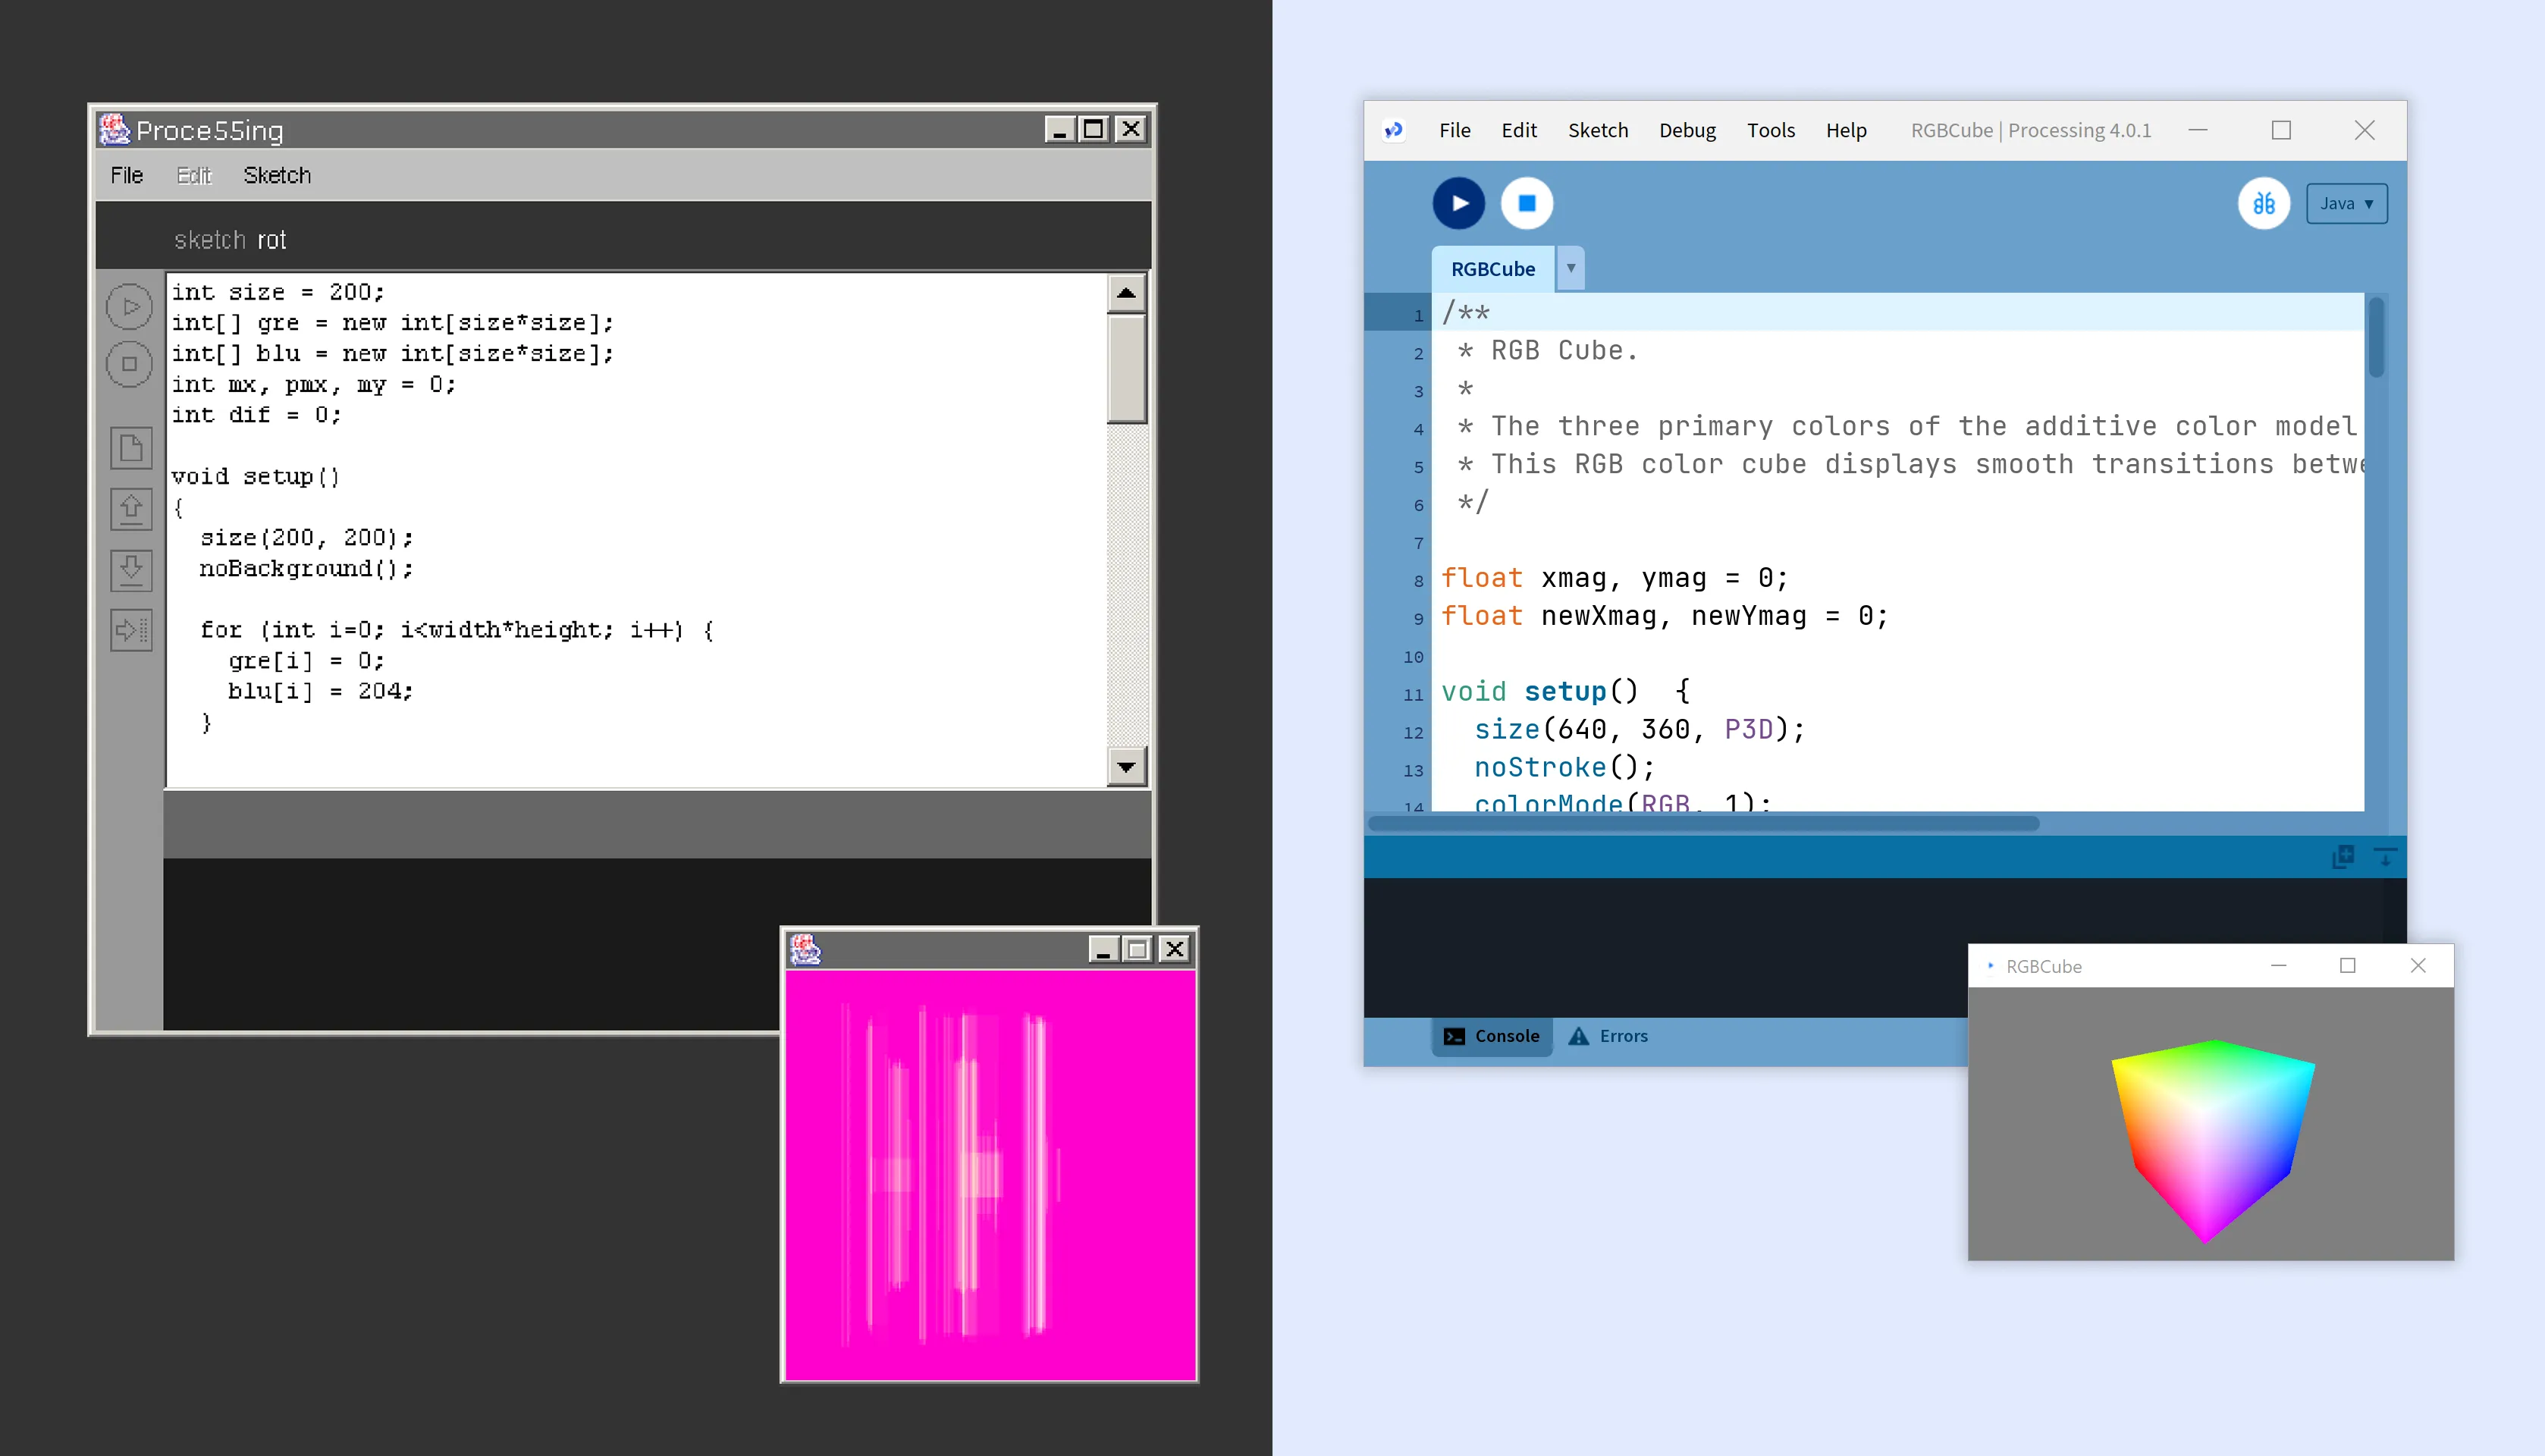 Proce55ing
File Edit Sketch
sketch rot
int size = 200;
int[] gre = new int[size*size];
int[] blu = new int[size*size];
int mx, pmx, my = 0;
int dif = 0;
void setup()
{
size(200, 200);
noBackground();
for (int i=0; i<width*height; i++) {
gre[i] = 0;
blu[i] = 204;
}
File Edit Sketch Debug Tools Help RGBCube | Processing 4.0.1
Java ▾
RGBCube
1 /**
2 * RGB Cube.
3 *
4 * The three primary colors of the additive color model
5 * This RGB color cube displays smooth transitions betwe
6 */
7
8 float xmag, ymag = 0;
9 float newXmag, newYmag = 0;
10
11 void setup()  {
12 size(640, 360, P3D);
13 noStroke();
14 colorMode(RGB, 1);
Console Errors
RGBCube